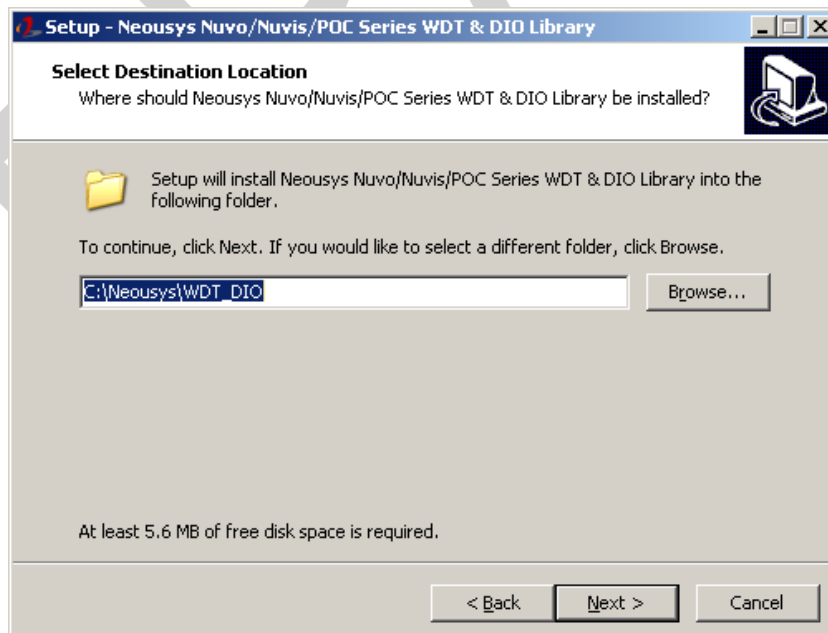 Setup - Neousys Nuvo/Nuvis/POC Series WDT & DIO Library
Select Destination Location
Where should Neousys Nuvo/Nuvis/POC Series WDT & DIO Library be installed?
Setup will install Neousys Nuvo/Nuvis/POC Series WDT & DIO Library into the
following folder.
To continue, click Next. If you would like to select a different folder, click Browse.
C:\Neousys\WDT_DIO
Browse...
At least 5.6 MB of free disk space is required.
< Back
Next >
Cancel